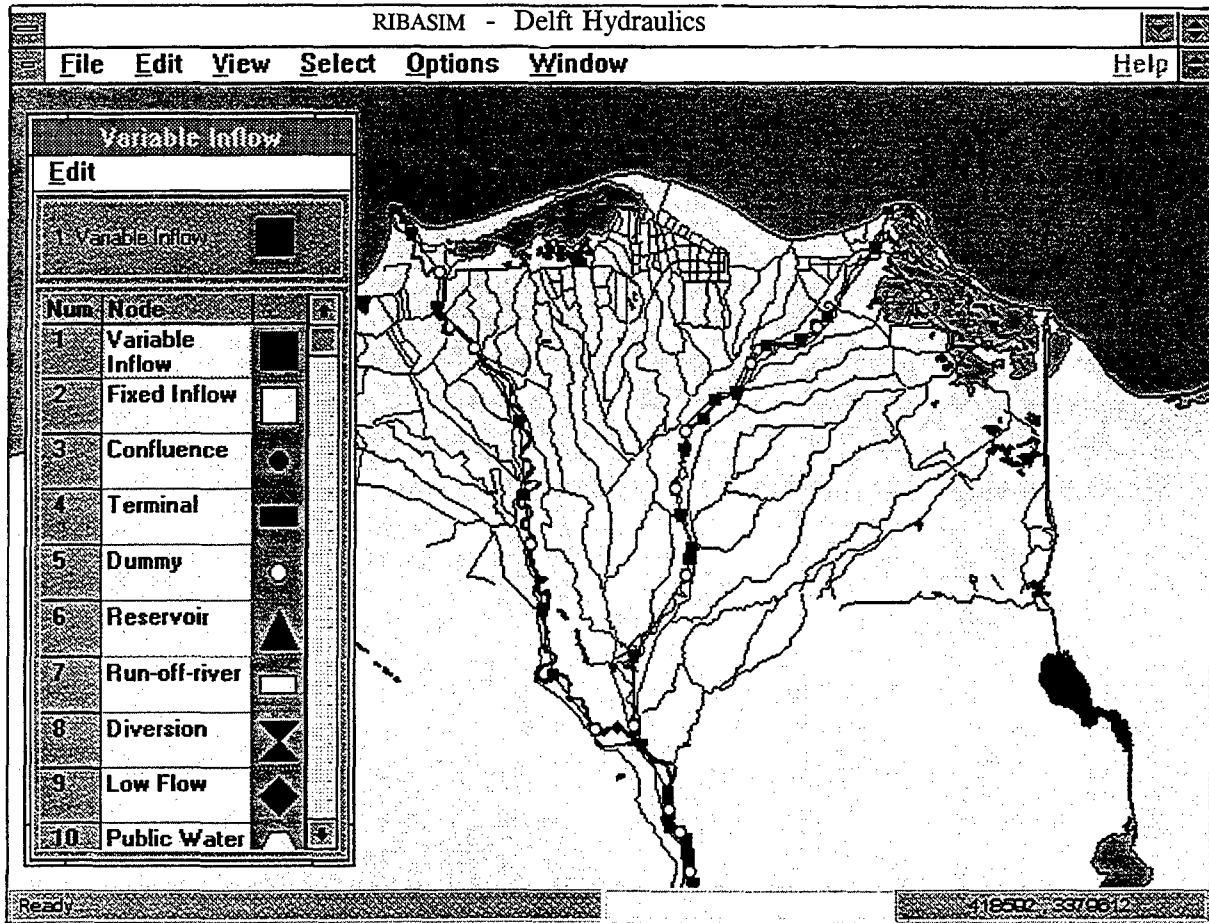 RIBASIM - Delft Hydraulics
File Edit View Select Options Window Help
Variable Inflow
Edit
1. Variable Inflow
Num Node
1 Variable Inflow
2 Fixed Inflow
3 Confluence
4 Terminal
5 Dummy
6 Reservoir
7 Run-off-river
8 Diversion
9 Low Flow
10 Public Water
Ready
418592 3379612